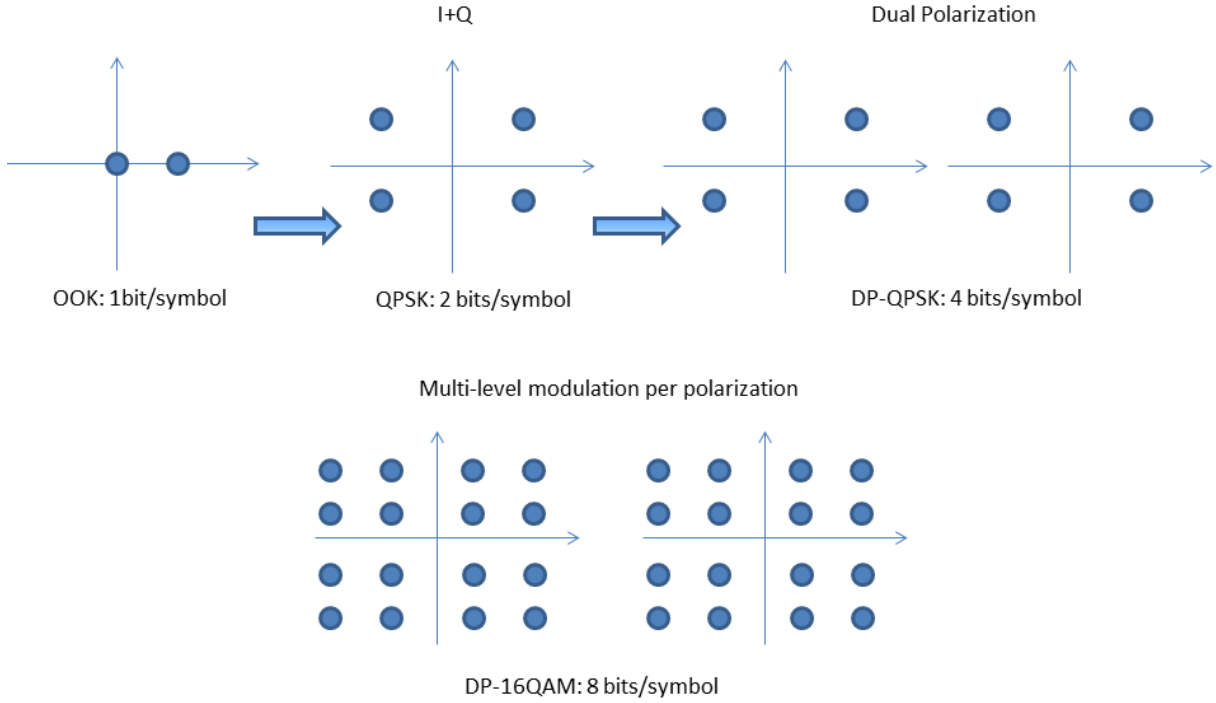 I+Q
Dual Polarization
OOK: 1bit/symbol
QPSK: 2 bits/symbol
DP-QPSK: 4 bits/symbol
Multi-level modulation per polarization
DP-16QAM: 8 bits/symbol